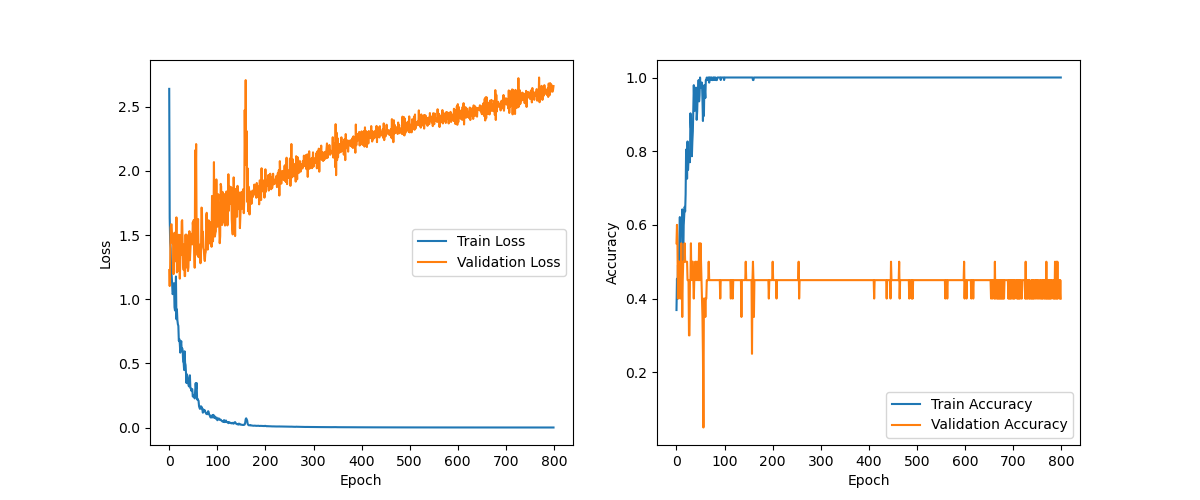 2.5
2.0
1.5
1.0
0.5
0.0
Loss
Train Loss
Validation Loss
0 100 200 300 400 500 600 700 800
Epoch
1.0
0.8
0.6
0.4
0.2
Accuracy
Train Accuracy
Validation Accuracy
0 100 200 300 400 500 600 700 800
Epoch